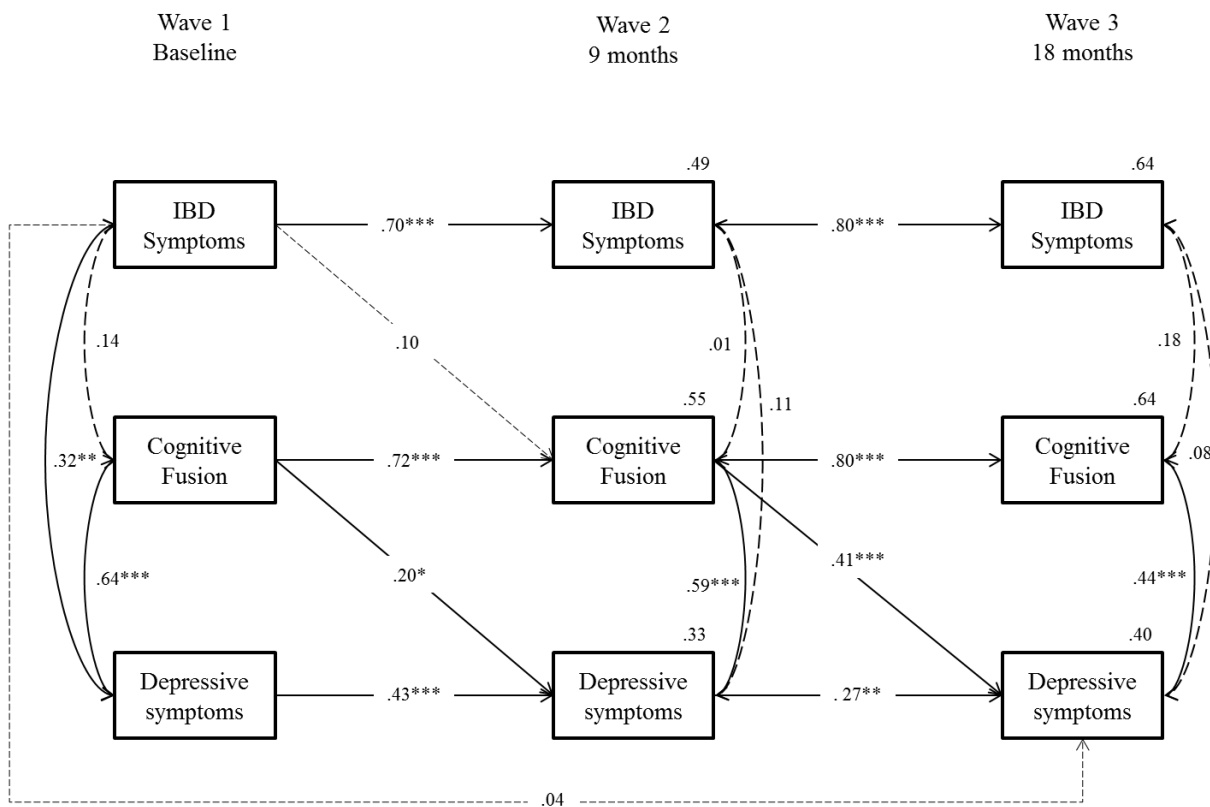 Wave 1
Baseline
Wave 2
9 months
Wave 3
18 months
.49
.64
IBD
Symptoms
.70***
IBD
Symptoms
.80***
IBD
Symptoms
.14
.10
.01
.18
.55
.64
.11
.32**
Cognitive
Fusion
.72***
Cognitive
Fusion
.80***
Cognitive
Fusion
.08
.64***
.20*
.59***
.41***
.44***
.33
.40
Depressive
symptoms
.43***
Depressive
symptoms
. 27**
Depressive
symptoms
.04